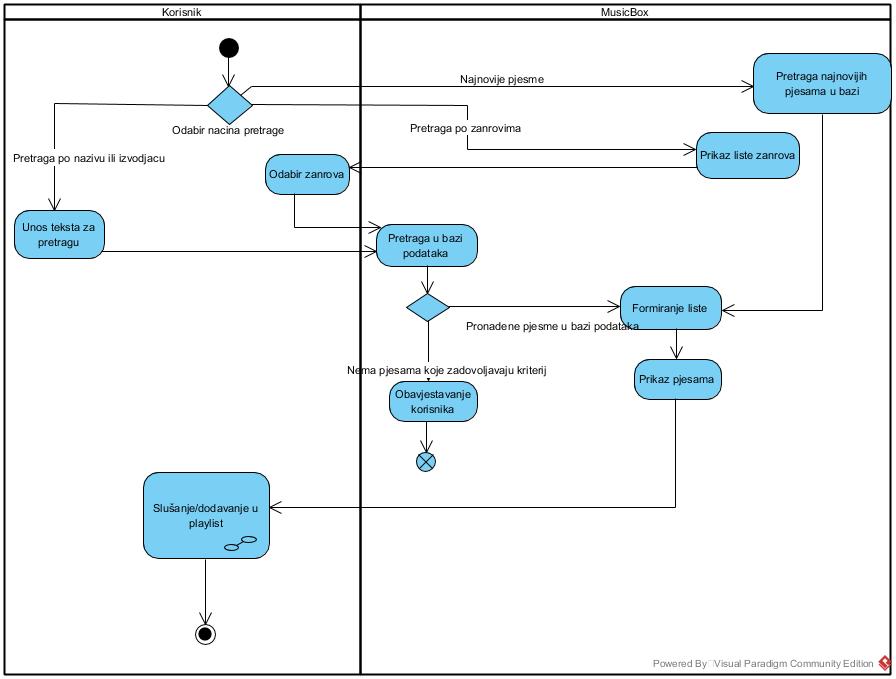 Korisnik
MusicBox
Najnovije pjesme
Pretraga najnovijih
pjesama u bazi
Odabir nacina pretrage
Pretraga po zanrovima
Pretraga po nazivu ili izvodjacu
Prikaz liste zanrova
Odabir zanrova
Unos teksta za
pretragu
Pretraga u bazi
podataka
Formiranje liste
Pronađene pjesme u bazi podataka
Nema pjesama koje zadovoljavaju kriterij
Prikaz pjesama
Obavjestavanje
korisnika
Slušanje/dodavanje u
playlist
Powered By Visual Paradigm Community Edition